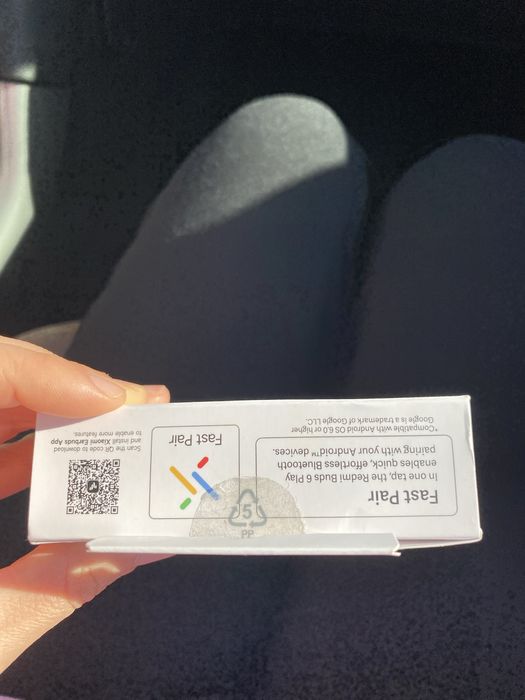 Fast Pair
In one tap, the Redmi Buds 6 Play
enables quick, effortless Bluetooth
pairing with your Android™ devices.
*Compatible with Android OS 6.0 or higher
Google is a trademark of Google LLC.
Fast Pair
Scan the QR code to download
and install Xiaomi Earbuds App
to enable more features.
5
PP